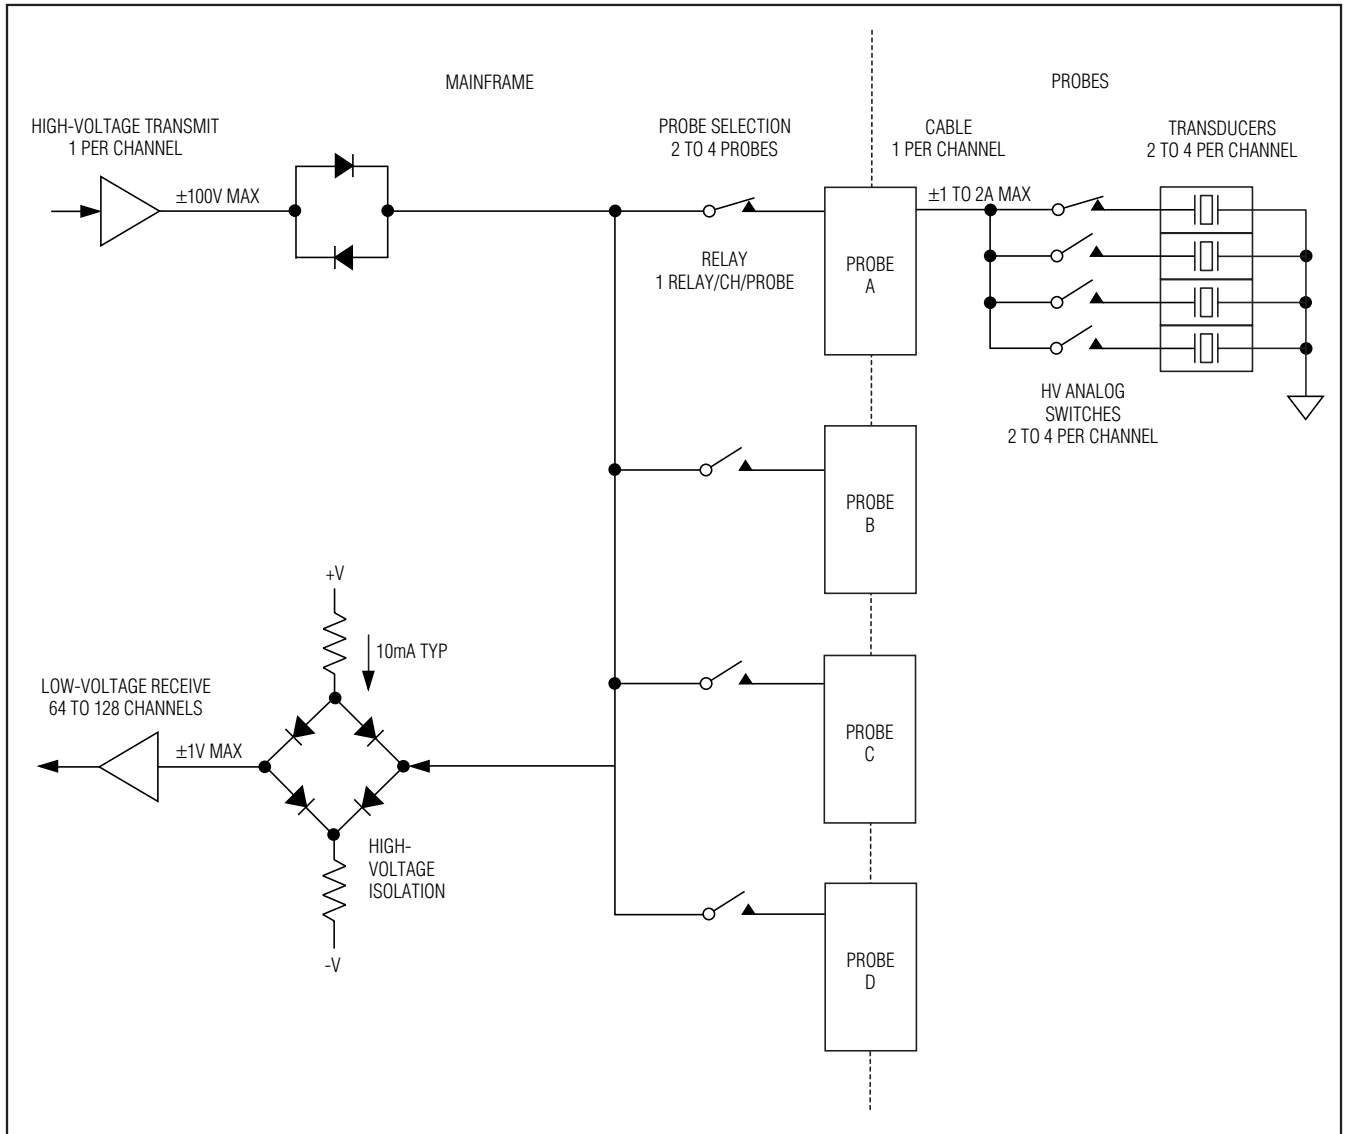 MAINFRAME
PROBES
HIGH-VOLTAGE TRANSMIT
1 PER CHANNEL
±100V MAX
PROBE SELECTION
2 TO 4 PROBES
RELAY
1 RELAY/CH/PROBE
CABLE
1 PER CHANNEL
±1 TO 2A MAX
TRANSDUCERS
2 TO 4 PER CHANNEL
PROBE
A
HV ANALOG
SWITCHES
2 TO 4 PER CHANNEL
PROBE
B
+V
10mA TYP
LOW-VOLTAGE RECEIVE
64 TO 128 CHANNELS
±1V MAX
HIGH-
VOLTAGE
ISOLATION
-V
PROBE
C
PROBE
D